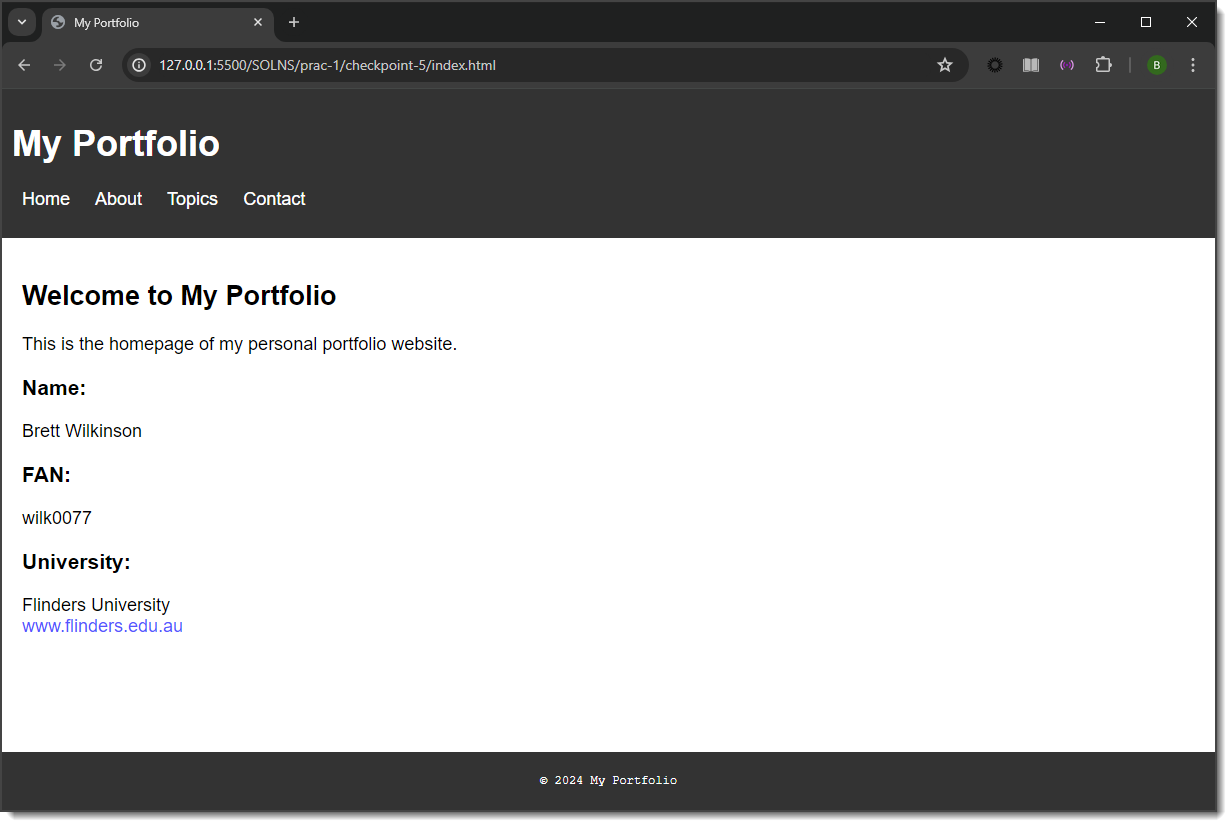 My Portfolio
127.0.0.1:5500/SOLNS/prac-1/checkpoint-5/index.html
B
My Portfolio
Home About Topics Contact
Welcome to My Portfolio
This is the homepage of my personal portfolio website.
Name:
Brett Wilkinson
FAN:
wilk0077
University:
Flinders University
www.flinders.edu.au
© 2024 My Portfolio